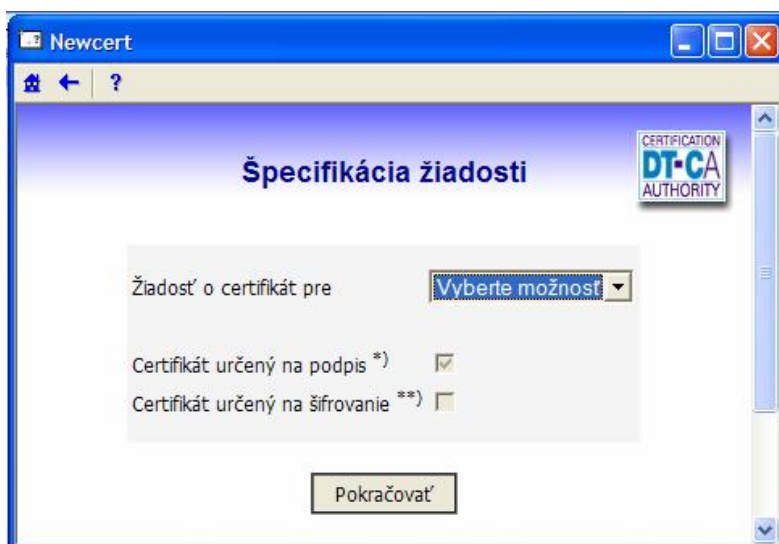 Newcert
?
Špecifikácia žiadosti
CERTIFICATION
DT-CA
AUTHORITY
Žiadosť o certifikát pre
Vyberte možnosť
Certifikát určený na podpis *)
Certifikát určený na šifrovanie **)
Pokračovať